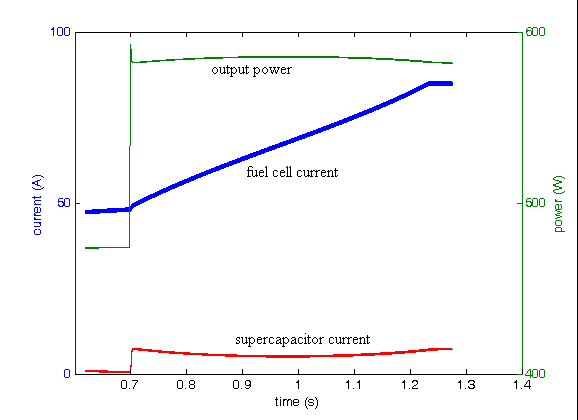 100
600
output power
fuel cell current
50
500
current (A)
power (W)
supercapacitor current
0
400
0.7
0.8
0.9
1
1.1
1.2
1.3
1.4
time (s)